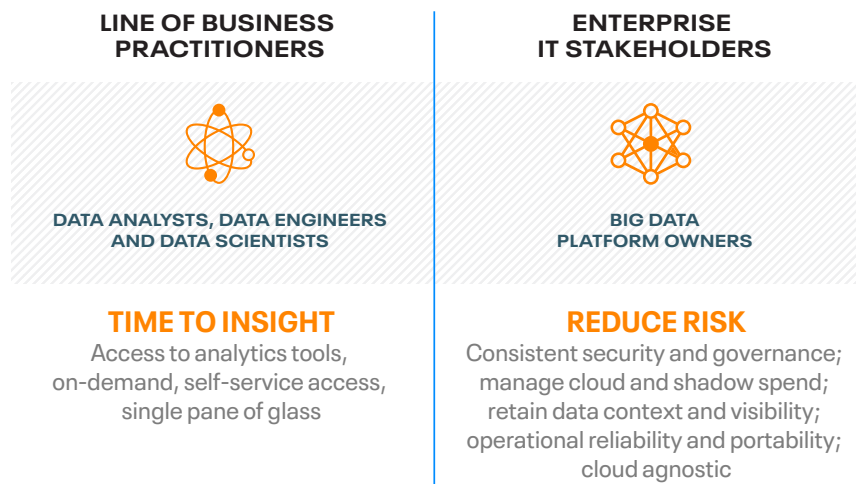 LINE OF BUSINESS
PRACTITIONERS
DATA ANALYSTS, DATA ENGINEERS
AND DATA SCIENTISTS
TIME TO INSIGHT
Access to analytics tools,
on-demand, self-service access,
single pane of glass
ENTERPRISE
IT STAKEHOLDERS
BIG DATA
PLATFORM OWNERS
REDUCE RISK
Consistent security and governance;
manage cloud and shadow spend;
retain data context and visibility;
operational reliability and portability;
cloud agnostic